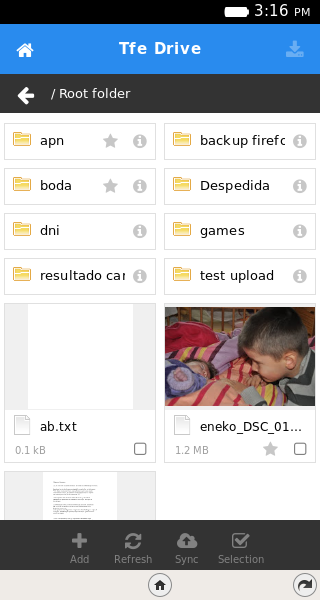 3:16 PM
Tfe Drive
/ Root folder
apn
backup firefo
boda
Despedida
dni
games
resultado car
test upload
ab.txt
0.1 kB
eneko_DSC_01...
1.2 MB
Add Refresh Sync Selection